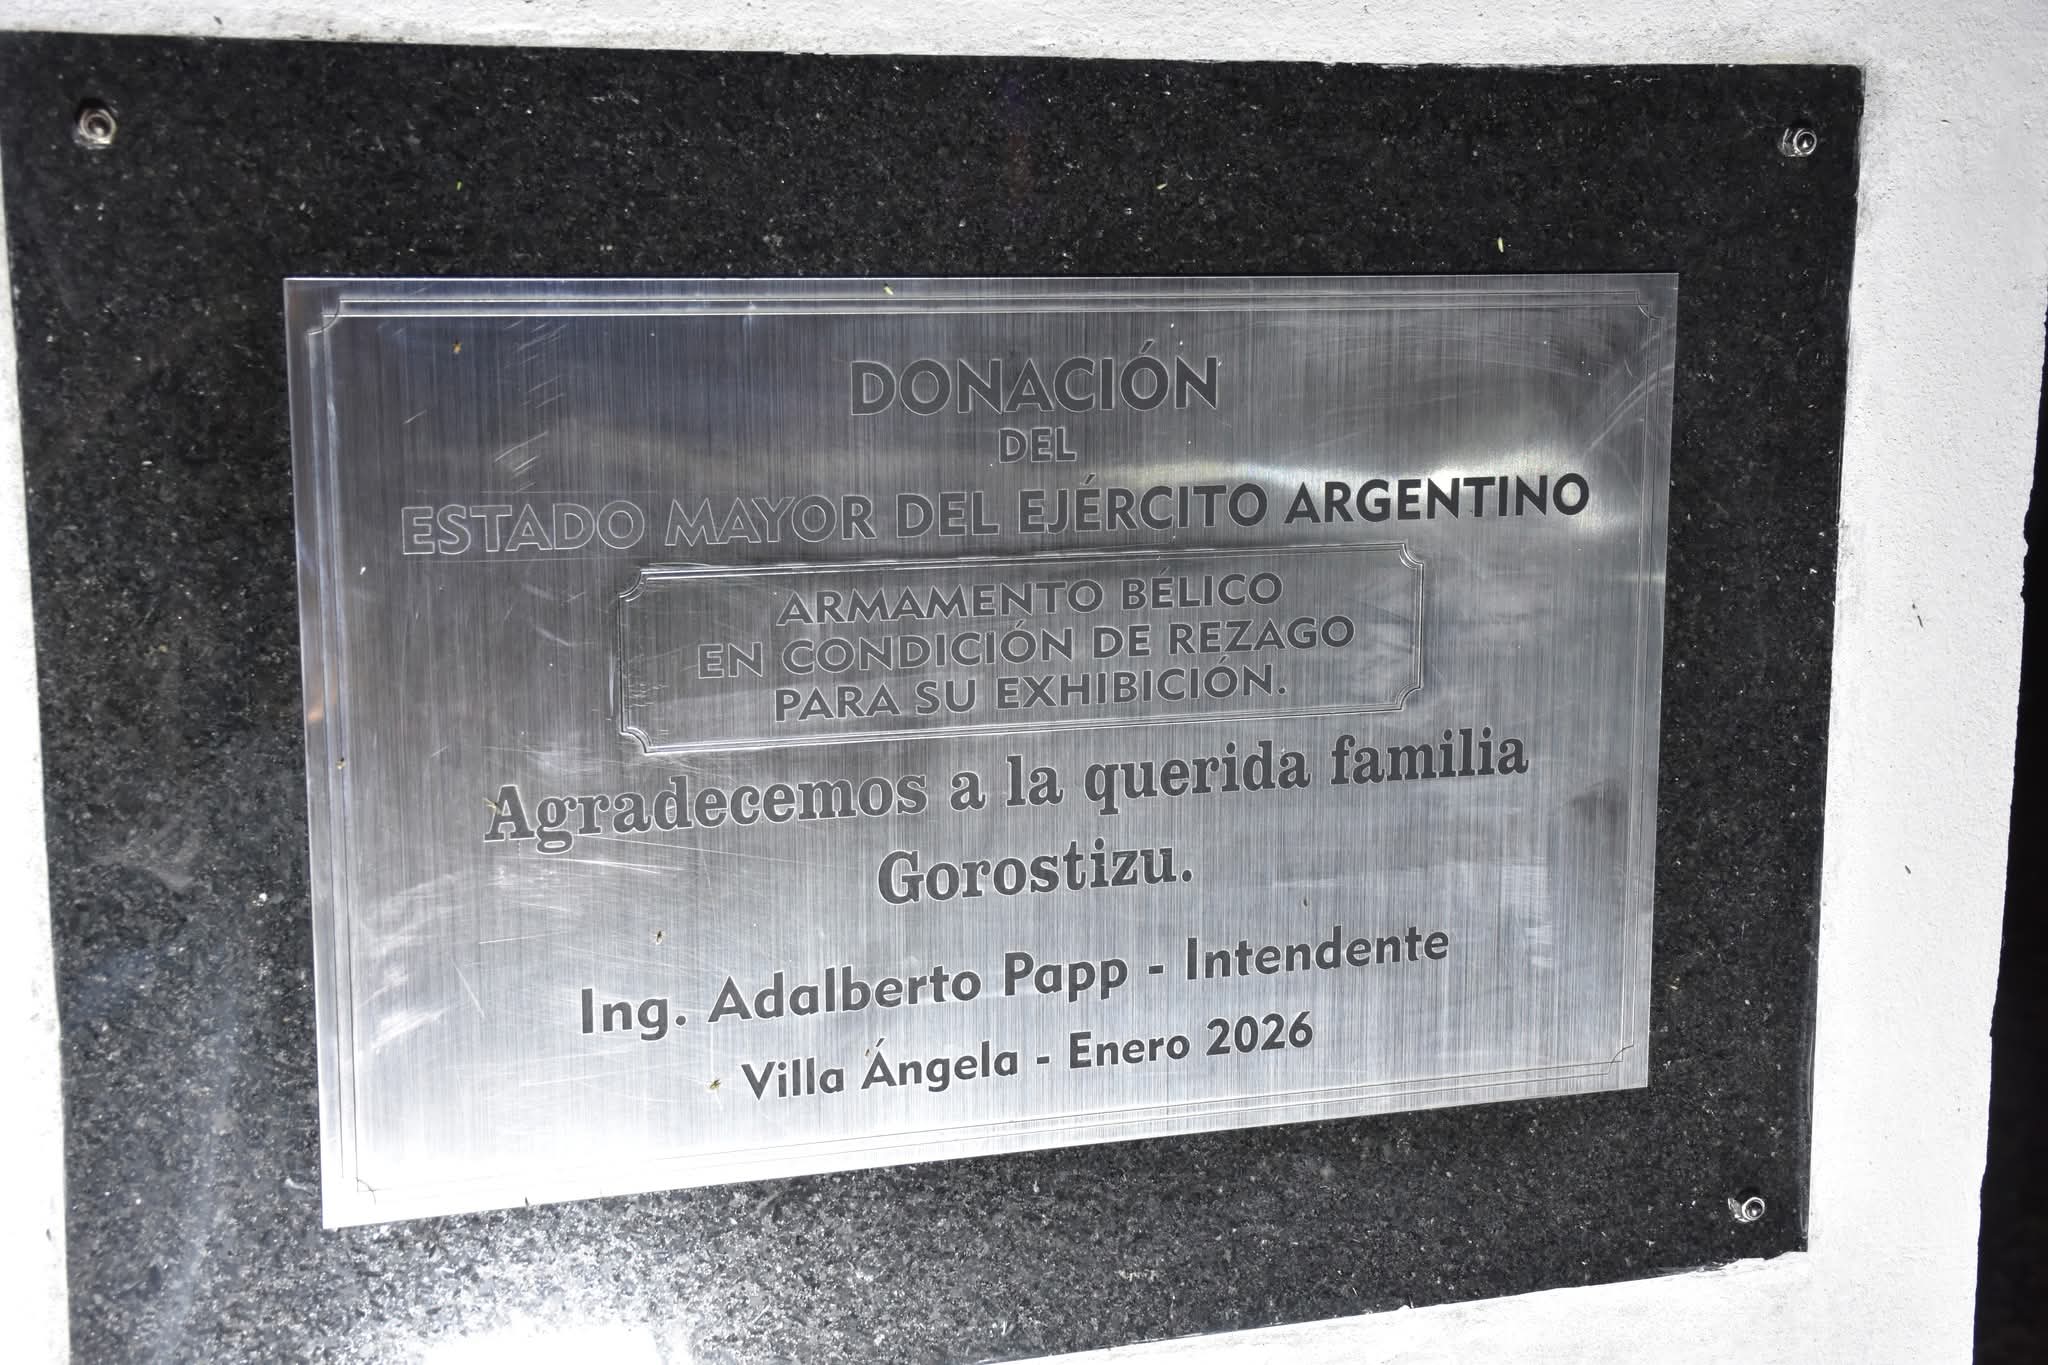 DONACIÓN
DEL
ESTADO MAYOR DEL EJÉRCITO ARGENTINO
ARMAMENTO BÉLICO
EN CONDICIÓN DE REZAGO
PARA SU EXHIBICIÓN.
Agradecemos a la querida familia
Gorostizu.
Ing. Adalberto Papp - Intendente
Villa Ángela - Enero 2026